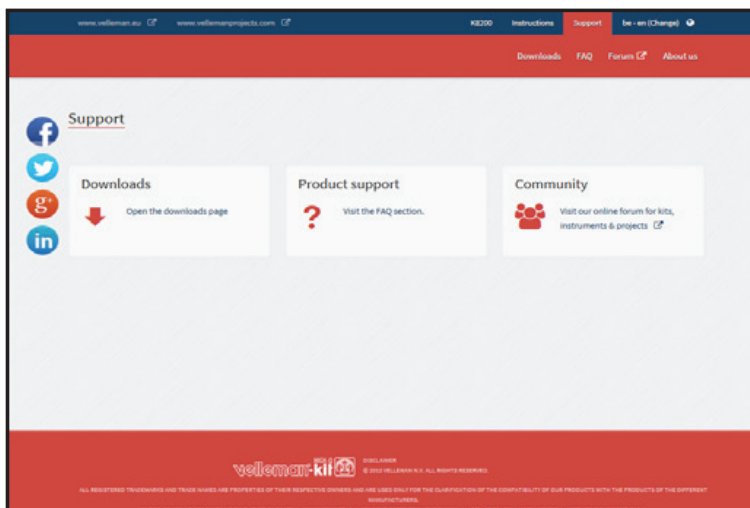 www.velleman.eu www.vellemanprojects.com K8200 Instructions Support be - en (Change)
Downloads FAQ Forum About us
Support
Downloads
Open the downloads page
Product support
?
Visit the FAQ section.
Community
Visit our online forum for kits,
instruments & projects
f
g+
in
velleman-kit
DISCLAIMER
© 2013 VELLEMAN N.V. ALL RIGHTS RESERVED.
ALL REGISTERED TRADEMARKS AND TRADE NAMES ARE PROPERTIES OF THEIR RESPECTIVE OWNERS AND ARE USED ONLY FOR THE CLARIFICATION OF THE COMPATIBILITY OF OUR PRODUCTS WITH THE PRODUCTS OF THE DIFFERENT
MANUFACTURERS.